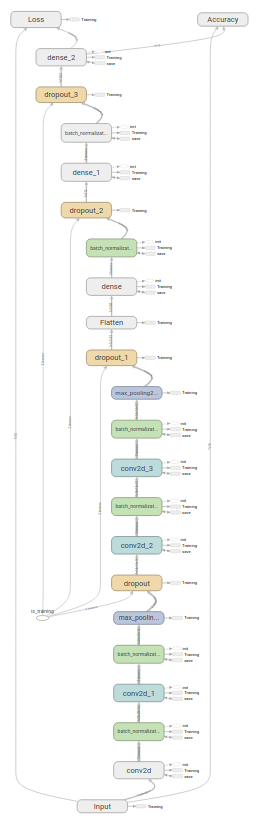 Loss
Training
Accuracy
dense_2
init
Training
save
dropout_3
Training
batch_normalizat...
init
Training
save
dense_1
init
Training
save
dropout_2
Training
batch_normalizat...
init
Training
save
dense
init
Training
save
Flatten
Training
dropout_1
Training
max_pooling2...
Training
batch_normalizat...
init
Training
save
conv2d_3
init
Training
save
batch_normalizat...
init
Training
save
conv2d_2
init
Training
save
dropout
Training
is_training
max_poolin...
Training
batch_normalizat...
init
Training
save
conv2d_1
init
Training
save
batch_normalizat...
init
Training
save
conv2d
init
Training
save
Input
Training